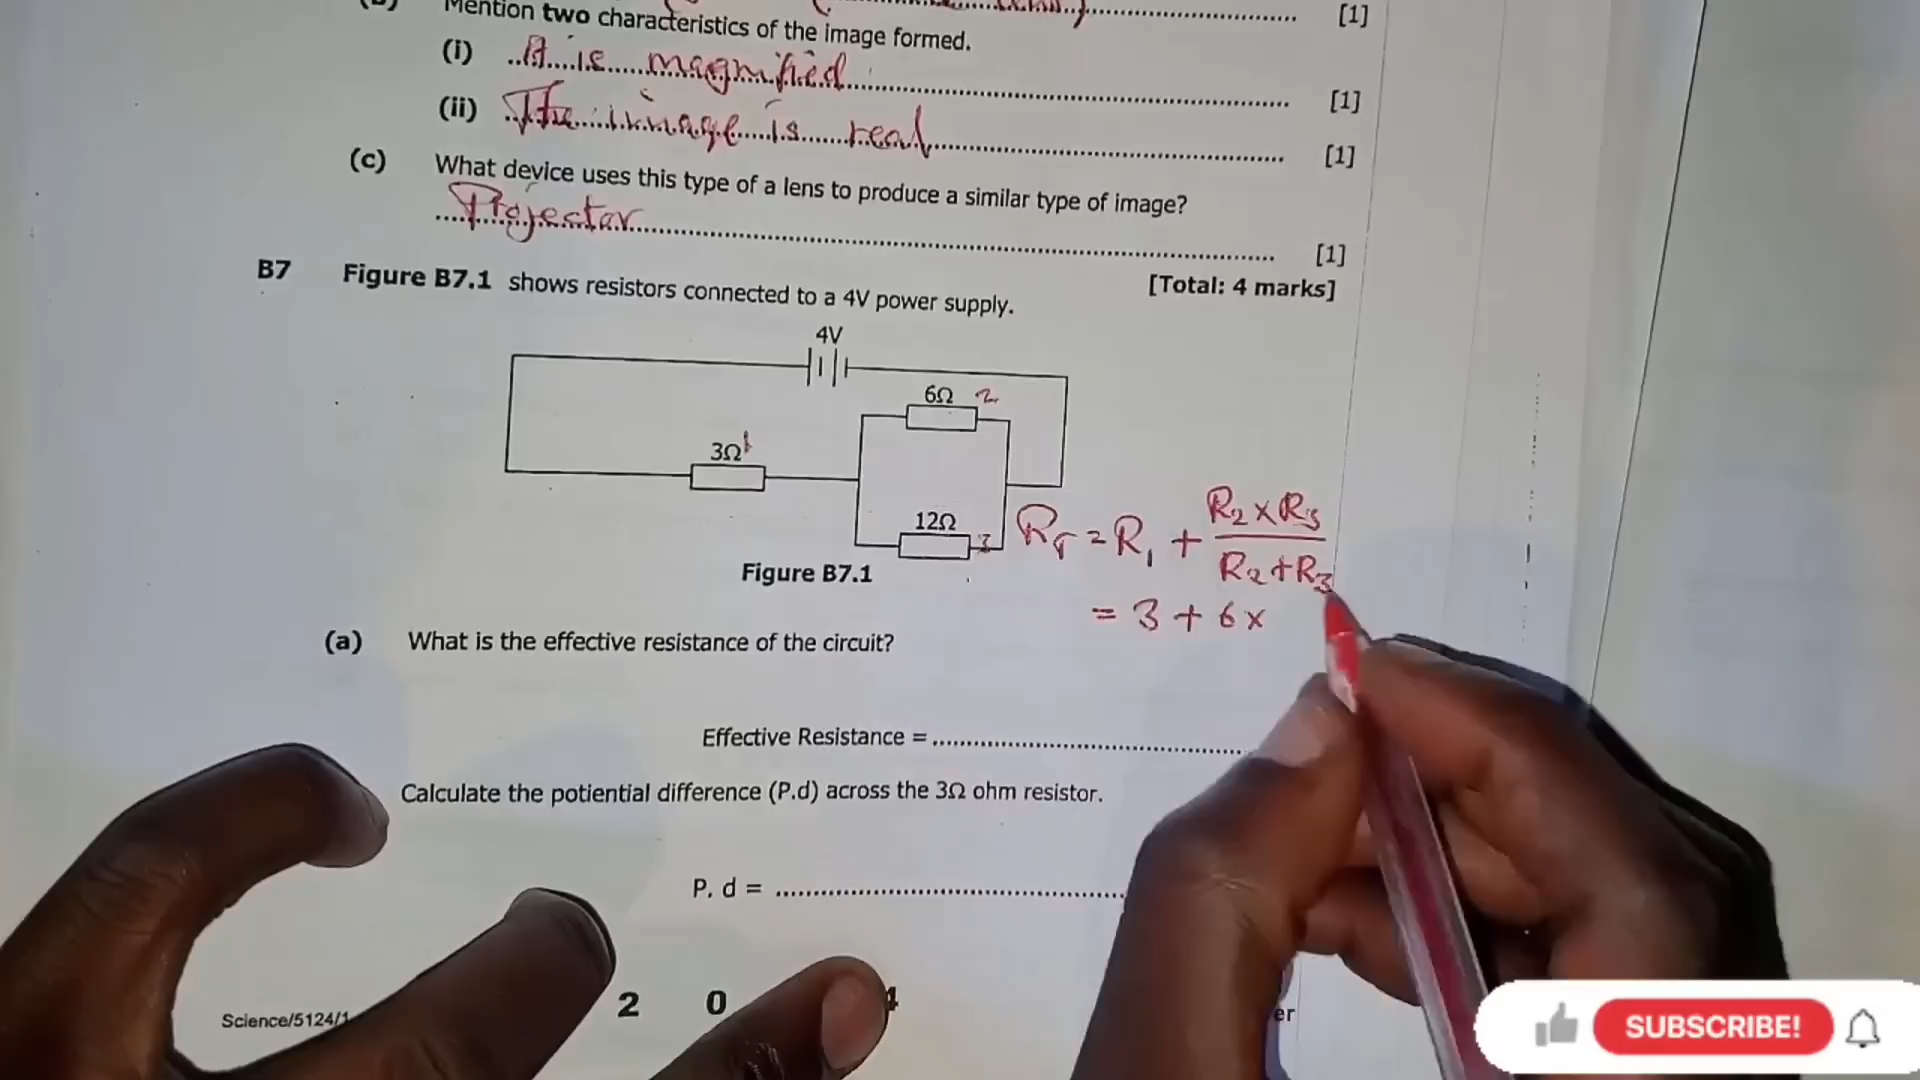 Mention two characteristics of the image formed.
[1]
(i) It is magnified [1]
(ii) The image is real [1]
(c) What device uses this type of a lens to produce a similar type of image?
Projector [1]
[Total: 4 marks]
B7 Figure B7.1 shows resistors connected to a 4V power supply.
4V
6Ω 2
3Ω 1
12Ω 3
Figure B7.1
R = R1 + R2 x R3
R2 + R3
= 3 + 6 x
(a) What is the effective resistance of the circuit?
Effective Resistance =
Calculate the potiential difference (P.d) across the 3Ω ohm resistor.
P. d =
Science/5124/1
2 0 4
er
SUBSCRIBE!